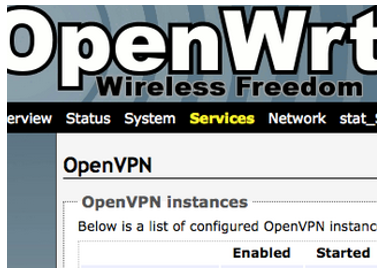 OpenWrt
Wireless Freedom
erview Status System Services Network stat_
OpenVPN
OpenVPN instances
Below is a list of configured OpenVPN instanc
Enabled Started